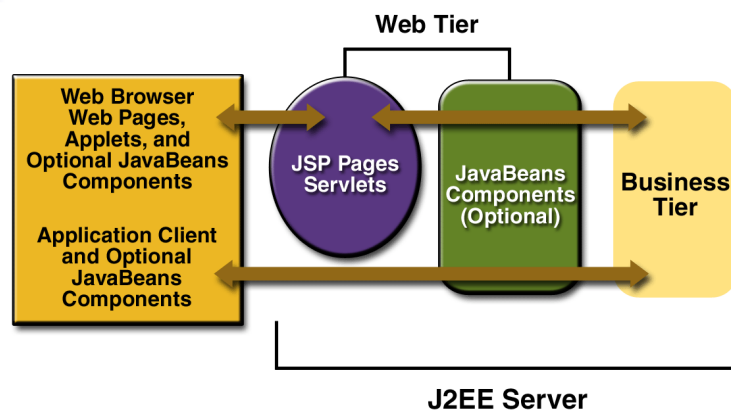 Web Tier
Web Browser
Web Pages,
Applets, and
Optional JavaBeans
Components
Application Client
and Optional
JavaBeans
Components
JSP Pages
Servlets
JavaBeans
Components
(Optional)
Business
Tier
J2EE Server